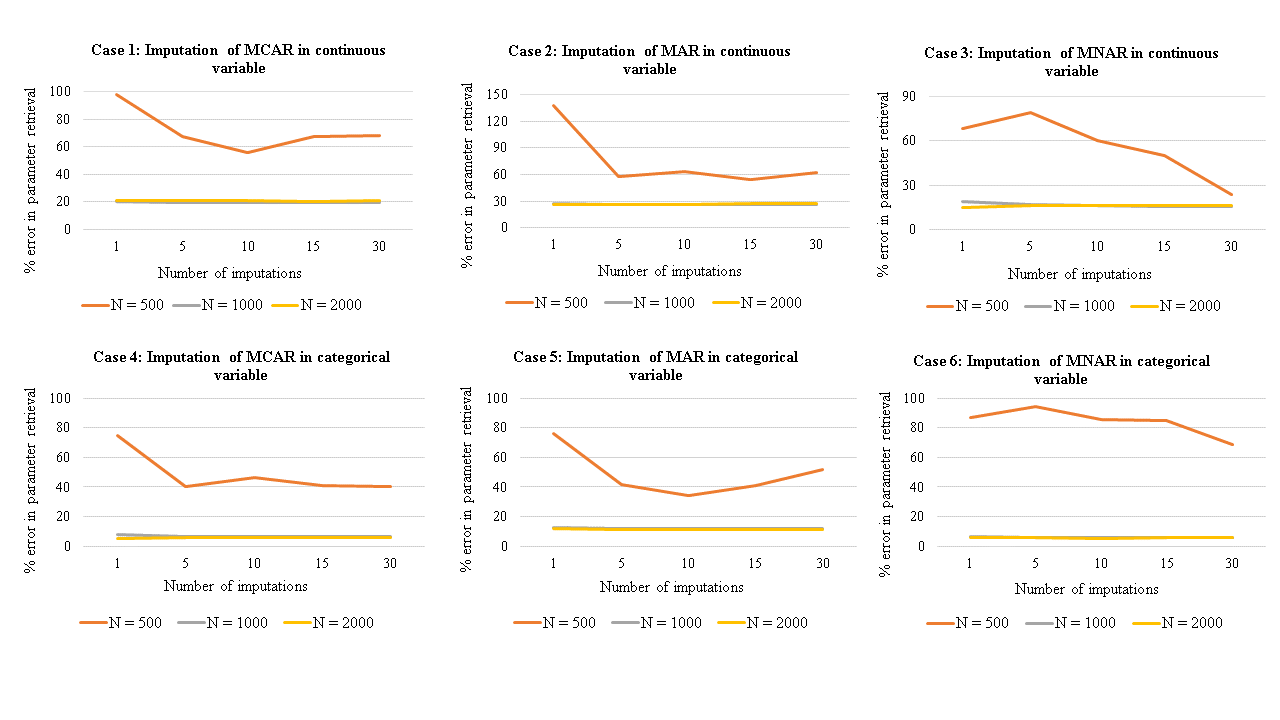 Case 1: Imputation of MCAR in continuous
variable
% error in parameter retrieval
100
80
60
40
20
0
1 5 10 15 30
Number of imputations
N = 500 N = 1000 N = 2000
Case 2: Imputation of MAR in continuous
variable
% error in parameter retrieval
150
120
90
60
30
0
1 5 10 15 30
Number of imputations
N = 500 N = 1000 N = 2000
Case 3: Imputation of MNAR in continuous
variable
% error in parameter retrieval
90
60
30
0
1 5 10 15 30
Number of imputations
N = 500 N = 1000 N = 2000
Case 4: Imputation of MCAR in categorical
variable
% error in parameter retrieval
100
80
60
40
20
0
1 5 10 15 30
Number of imputations
N = 500 N = 1000 N = 2000
Case 5: Imputation of MAR in categorical
variable
% error in parameter retrieval
100
80
60
40
20
0
1 5 10 15 30
Number of imputations
N = 500 N = 1000 N = 2000
Case 6: Imputation of MNAR in categorical
variable
% error in parameter retrieval
100
80
60
40
20
0
1 5 10 15 30
Number of imputations
N = 500 N = 1000 N = 2000